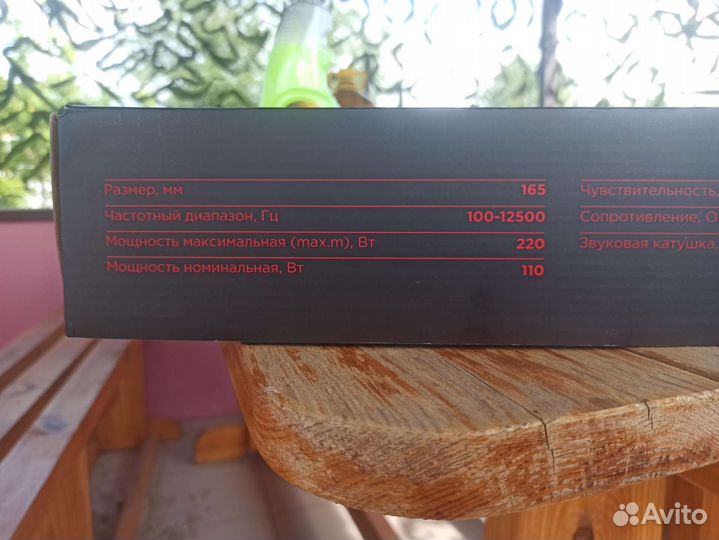 Размер, мм 165
Частотный диапазон, Гц 100-12500
Мощность максимальная (max.m), Вт 220
Мощность номинальная, Вт 110
Чувствительность,
Сопротивление, О
Звуковая катушка,
Avito